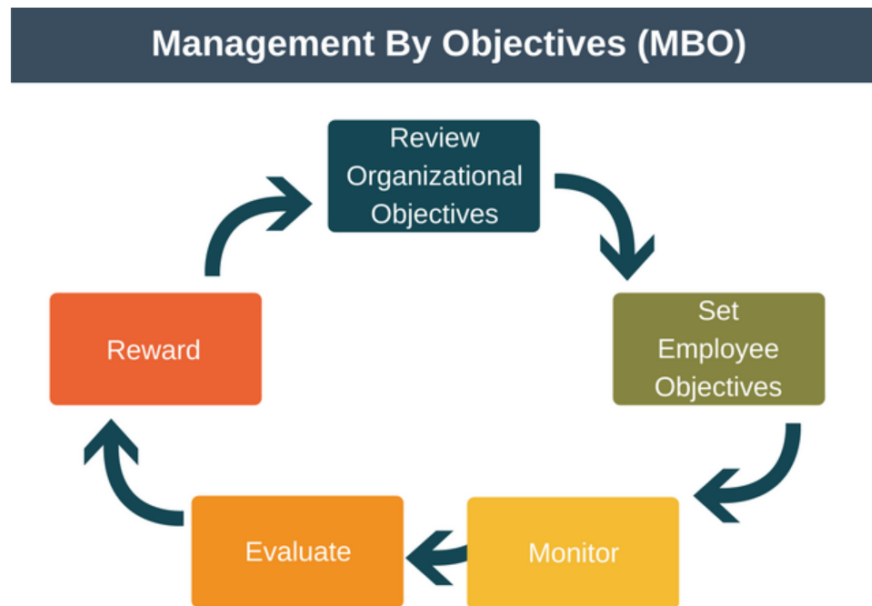 Management By Objectives (MBO)
Review
Organizational
Objectives
Set
Employee
Objectives
Monitor
Evaluate
Reward